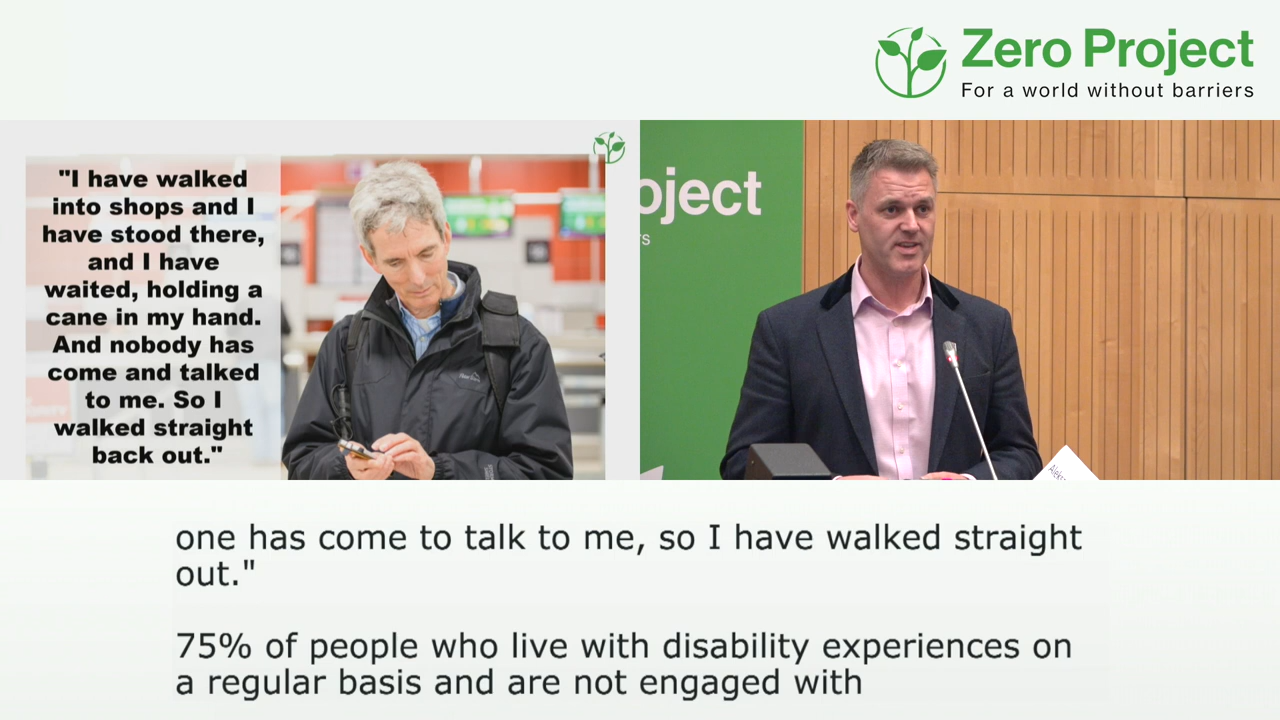 Zero Project
For a world without barriers
"I have walked
into shops and I
have stood there,
and I have
waited, holding a
cane in my hand.
And nobody has
come and talked
to me. So I
walked straight
back out."
oject
rs
one has come to talk to me, so I have walked straight
out."
75% of people who live with disability experiences on
a regular basis and are not engaged with